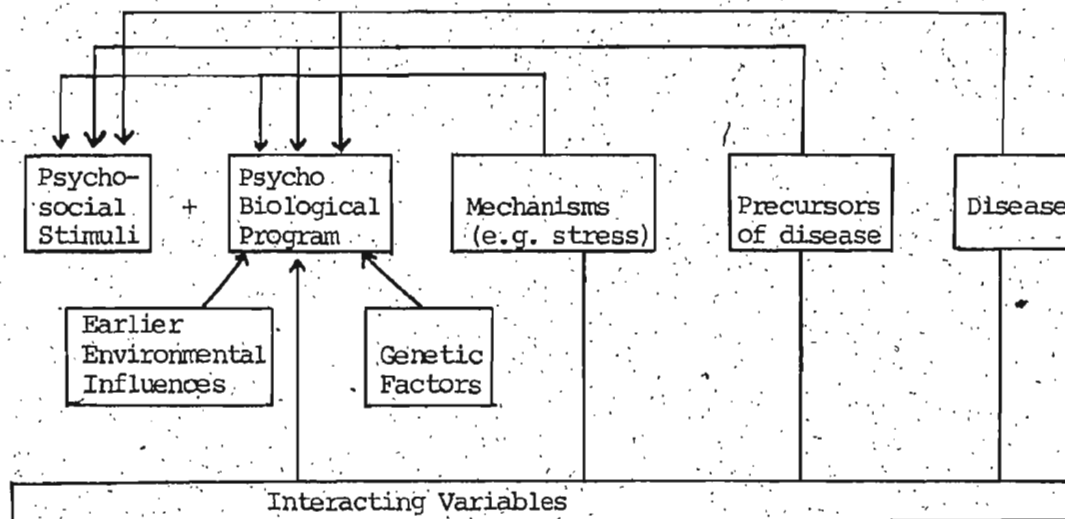 Psycho-
social
Stimuli
+
Psycho
Biological
Program
Mechanisms
(e.g. stress)
Precursors
of disease
Disease
Earlier
Environmental
Influences
Genetic
Factors
Interacting Variables